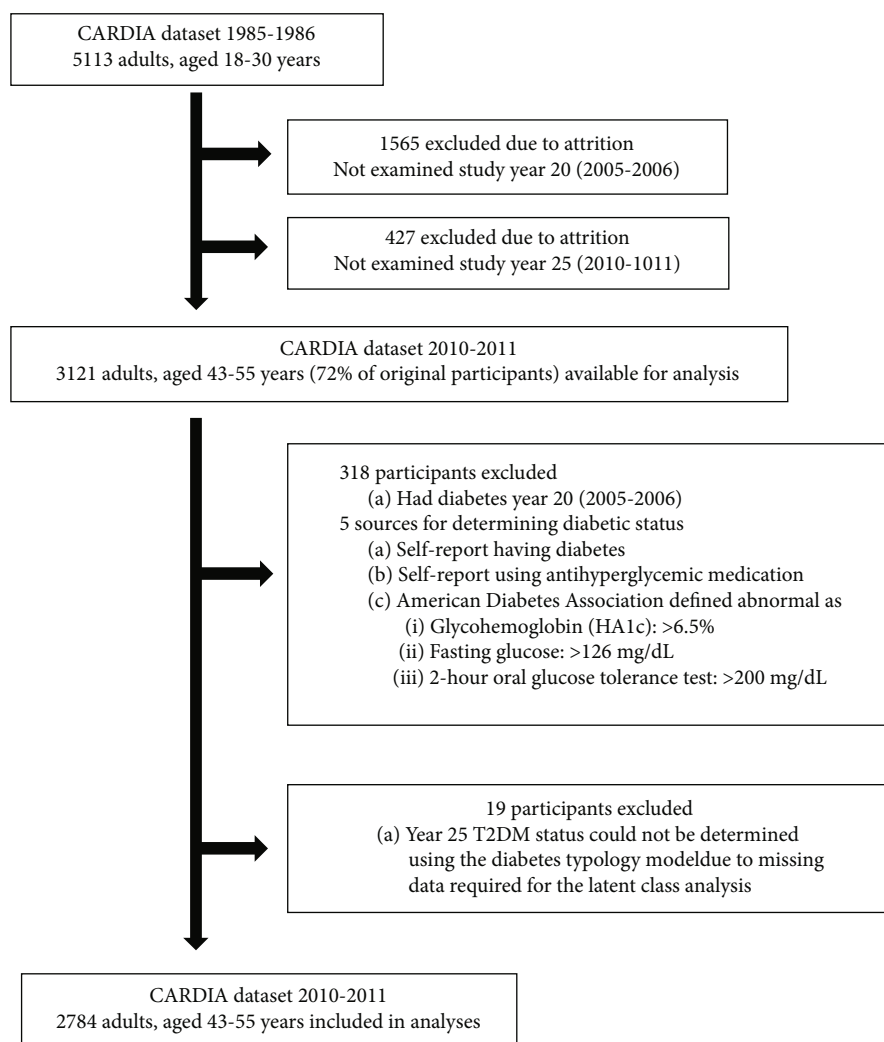 CARDIA dataset 1985-1986
5113 adults, aged 18-30 years
1565 excluded due to attrition
Not examined study year 20 (2005-2006)
427 excluded due to attrition
Not examined study year 25 (2010-1011)
CARDIA dataset 2010-2011
3121 adults, aged 43-55 years (72% of original participants) available for analysis
318 participants excluded
(a) Had diabetes year 20 (2005-2006)
5 sources for determining diabetic status
(a) Self-report having diabetes
(b) Self-report using antihyperglycemic medication
(c) American Diabetes Association defined abnormal as
(i) Glycohemoglobin (HA1c): >6.5%
(ii) Fasting glucose: >126 mg/dL
(iii) 2-hour oral glucose tolerance test: >200 mg/dL
19 participants excluded
(a) Year 25 T2DM status could not be determined
using the diabetes typology modeldue to missing
data required for the latent class analysis
CARDIA dataset 2010-2011
2784 adults, aged 43-55 years included in analyses